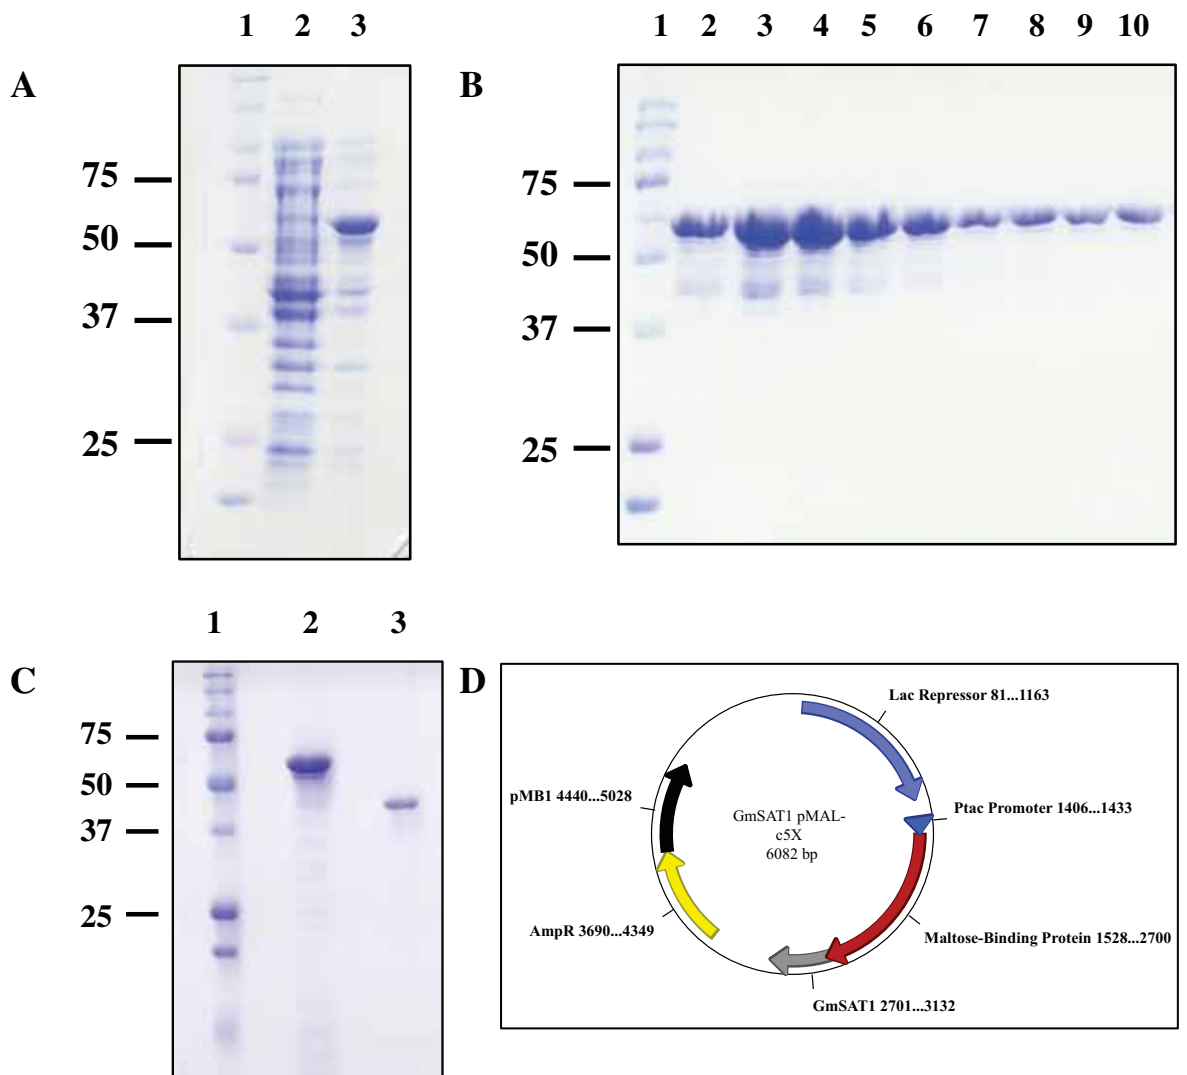 1 2 3
A
75
50
37
25
1 2 3 4 5 6 7 8 9 10
B
75
50
37
25
1 2 3
C
75
50
37
25
D
Lac Repressor 81...1163
Ptac Promoter 1406...1433
Maltose-Binding Protein 1528...2700
GmSAT1 2701...3132
AmpR 3690...4349
pMB1 4440...5028
GmSAT1 pMAL-
c5X
6082 bp